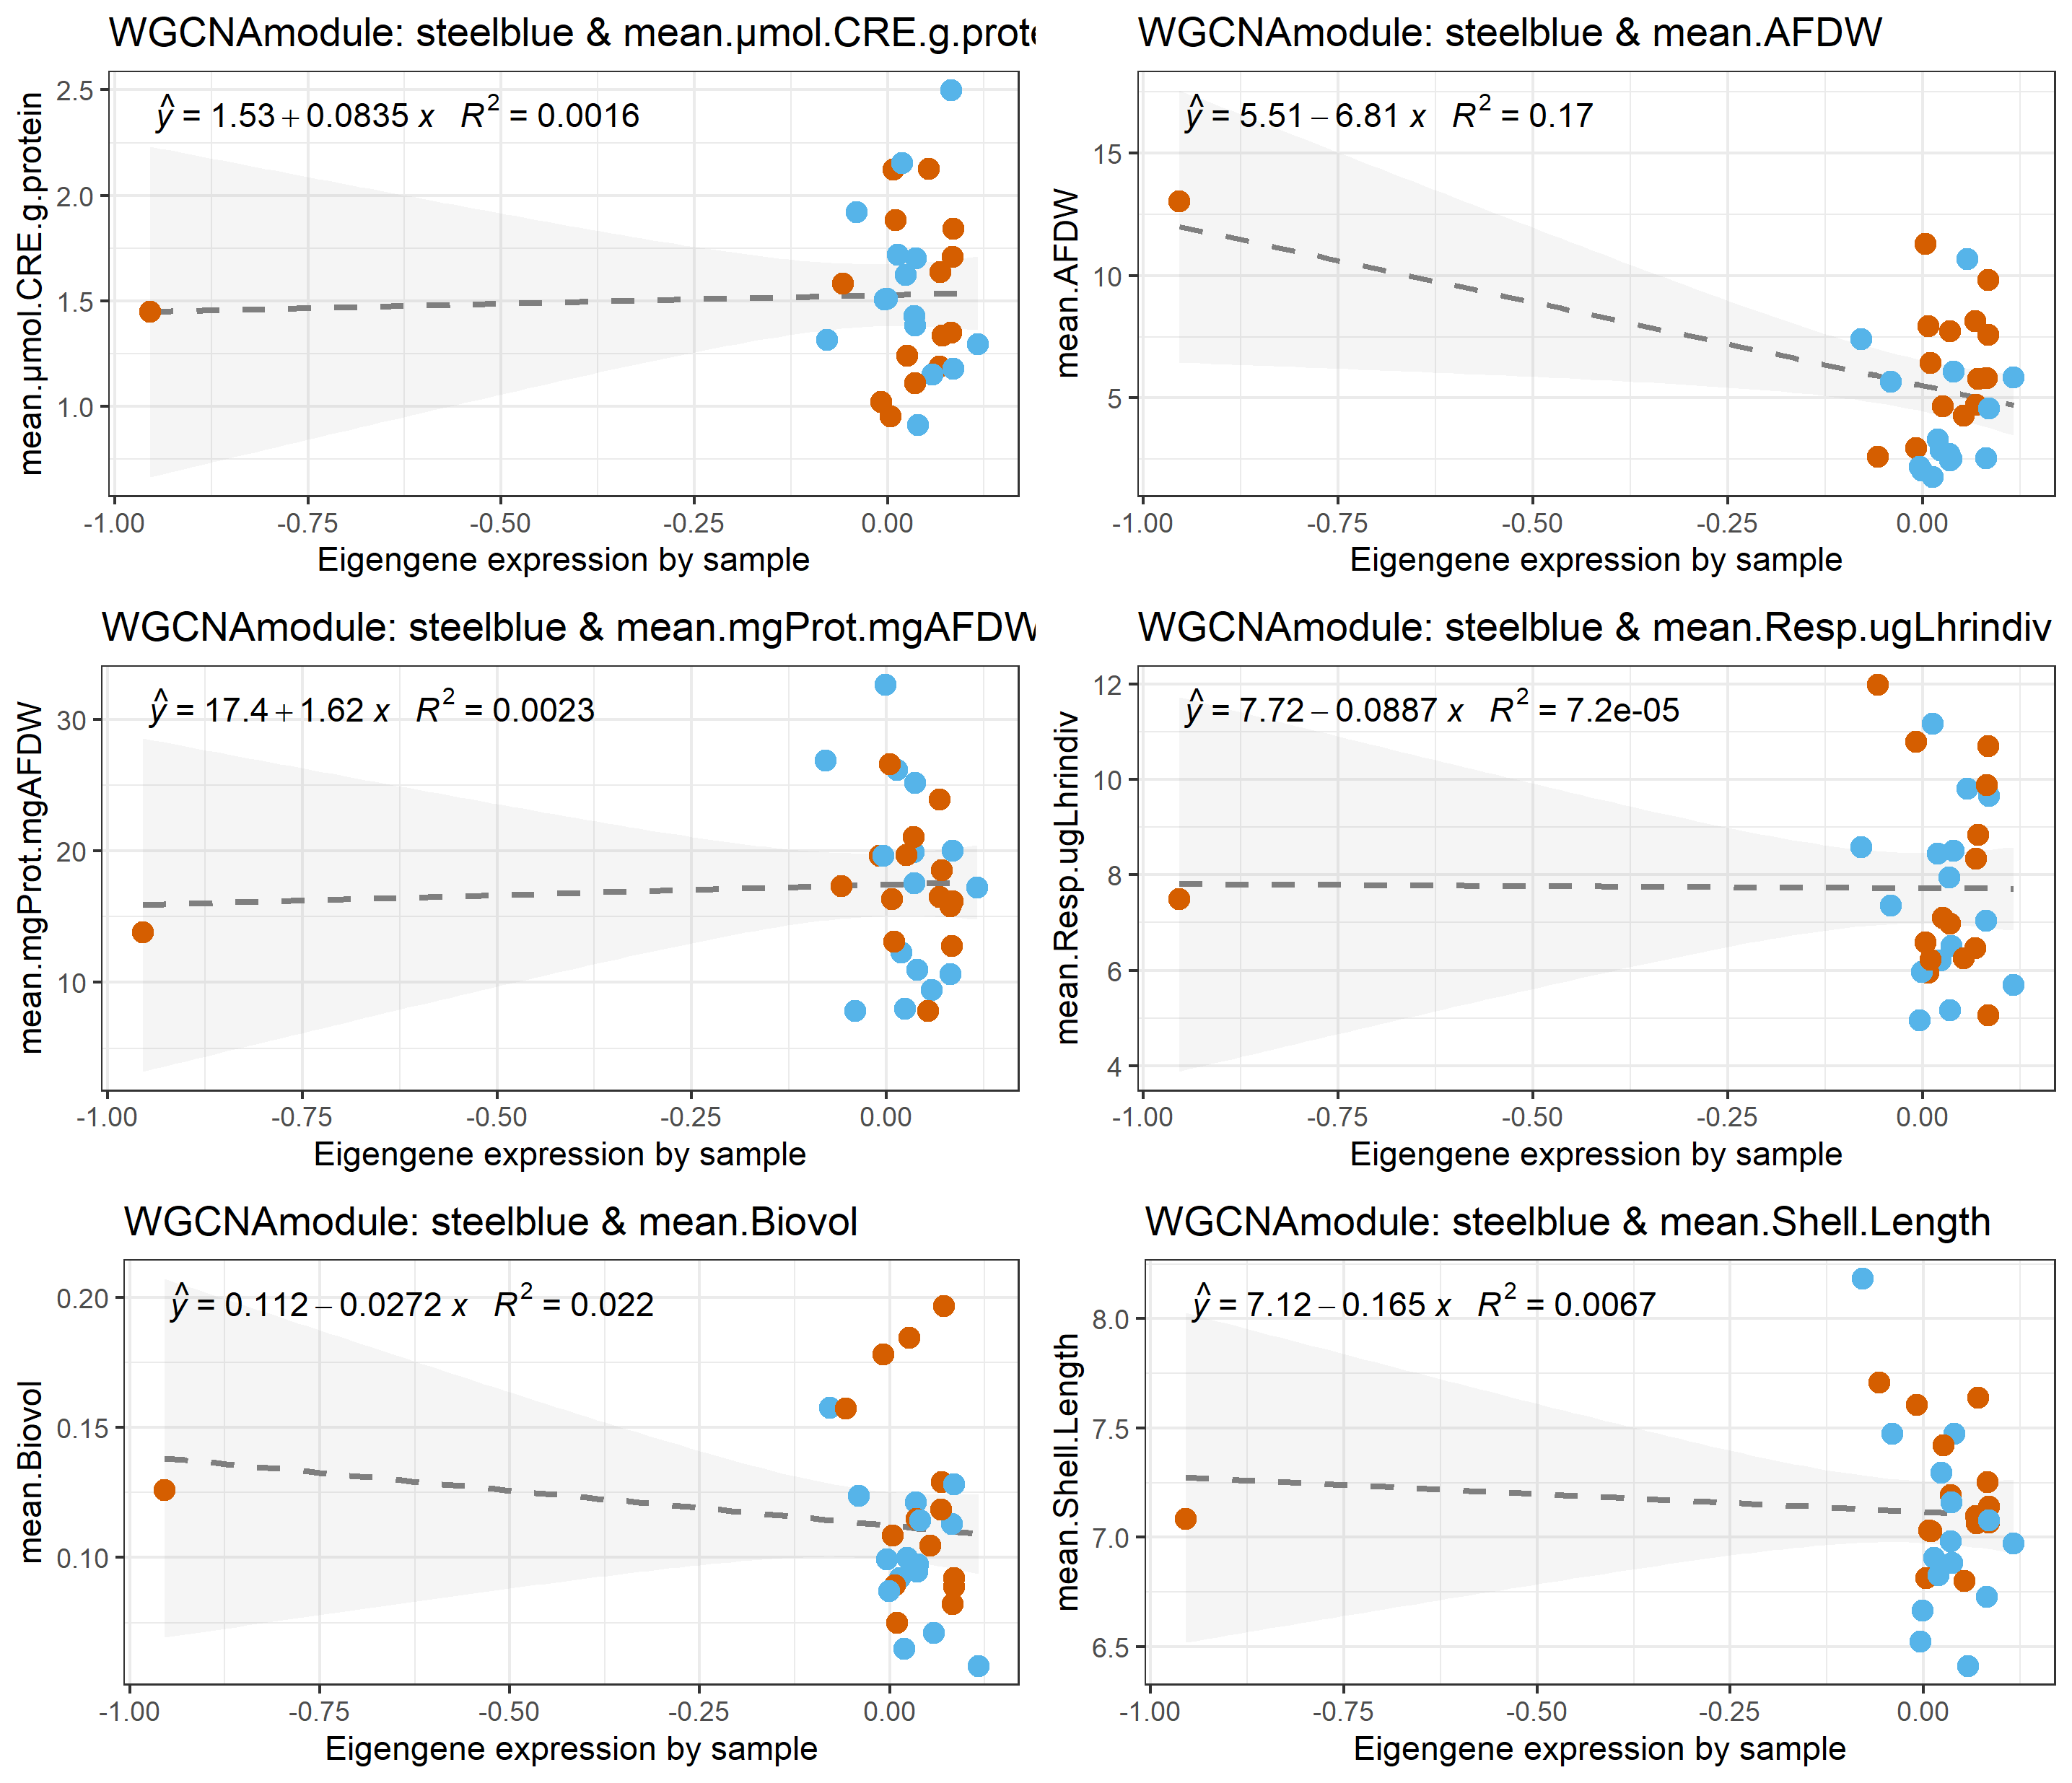 WGCNAmodule: steelblue & mean.µmol.CRE.g.prote
ŷ = 1.53 + 0.0835 x R² = 0.0016
mean.µmol.CRE.g.protein
2.5
2.0
1.5
1.0
-1.00 -0.75 -0.50 -0.25 0.00
Eigengene expression by sample
WGCNAmodule: steelblue & mean.AFDW
ŷ = 5.51 − 6.81 x R² = 0.17
mean.AFDW
15
10
5
-1.00 -0.75 -0.50 -0.25 0.00
Eigengene expression by sample
WGCNAmodule: steelblue & mean.mgProt.mgAFDW
ŷ = 17.4 + 1.62 x R² = 0.0023
mean.mgProt.mgAFDW
30
20
10
-1.00 -0.75 -0.50 -0.25 0.00
Eigengene expression by sample
WGCNAmodule: steelblue & mean.Resp.ugLhrindiv
ŷ = 7.72 − 0.0887 x R² = 7.2e-05
mean.Resp.ugLhrindiv
12
10
8
6
4
-1.00 -0.75 -0.50 -0.25 0.00
Eigengene expression by sample
WGCNAmodule: steelblue & mean.Biovol
ŷ = 0.112 − 0.0272 x R² = 0.022
mean.Biovol
0.20
0.15
0.10
-1.00 -0.75 -0.50 -0.25 0.00
Eigengene expression by sample
WGCNAmodule: steelblue & mean.Shell.Length
ŷ = 7.12 − 0.165 x R² = 0.0067
mean.Shell.Length
8.0
7.5
7.0
6.5
-1.00 -0.75 -0.50 -0.25 0.00
Eigengene expression by sample